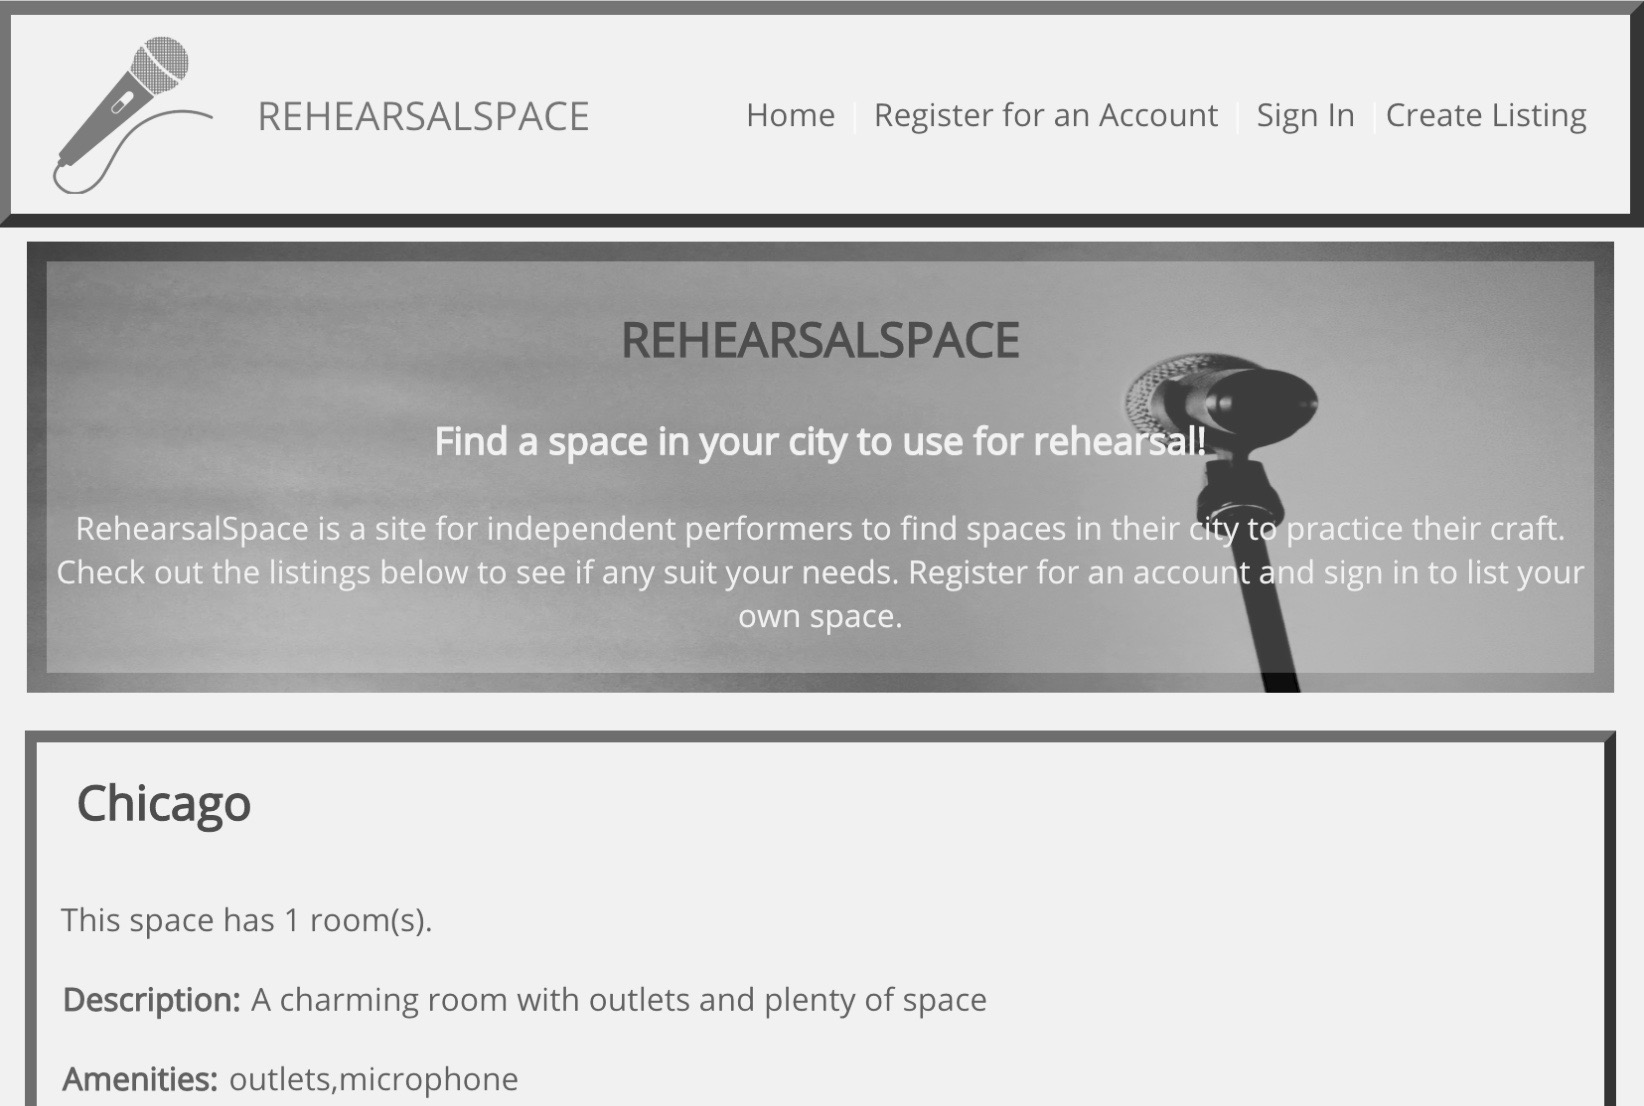 REHEARSALSPACE
Home | Register for an Account | Sign In | Create Listing
REHEARSALSPACE
Find a space in your city to use for rehearsal!
RehearsalSpace is a site for independent performers to find spaces in their city to practice their craft.
Check out the listings below to see if any suit your needs. Register for an account and sign in to list your
own space.
Chicago
This space has 1 room(s).
Description: A charming room with outlets and plenty of space
Amenities: outlets,microphone